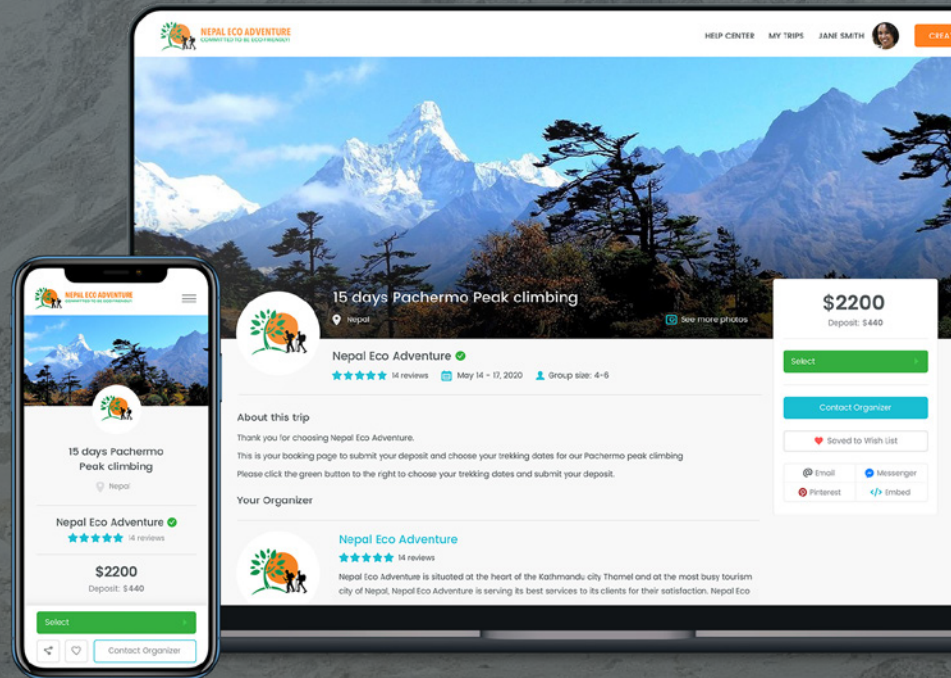 NEPAL ECO ADVENTURE
COMMITTED TO BE ECO FRIENDLY
HELP CENTER
MY TRIPS
JANE SMITH
CREA
15 days Pachermo Peak climbing
Nepal
See more photos
Nepal Eco Adventure
14 reviews
May 14 - 17, 2020
Group size: 4-6
About this trip
Thank you for choosing Nepal Eco Adventure.
This is your booking page to submit your deposit and choose your trekking dates for our Pachermo peak climbing
Please click the green button to the right to choose your trekking dates and submit your deposit.
Your Organizer
Nepal Eco Adventure
14 reviews
Nepal Eco Adventure is situated at the heart of the Kathmandu city Thamel and at the most busy tourism
city of Nepal, Nepal Eco Adventure is serving its best services to its clients for their satisfaction. Nepal Eco
$2200
Deposit: $440
Select
Contact Organizer
Saved to Wish List
Email
Messenger
Pinterest
Embed
NEPAL ECO ADVENTURE
COMMITTED TO BE ECO FRIENDLY
15 days Pachermo
Peak climbing
Nepal
Nepal Eco Adventure
14 reviews
$2200
Deposit: $440
Select
Contact Organizer